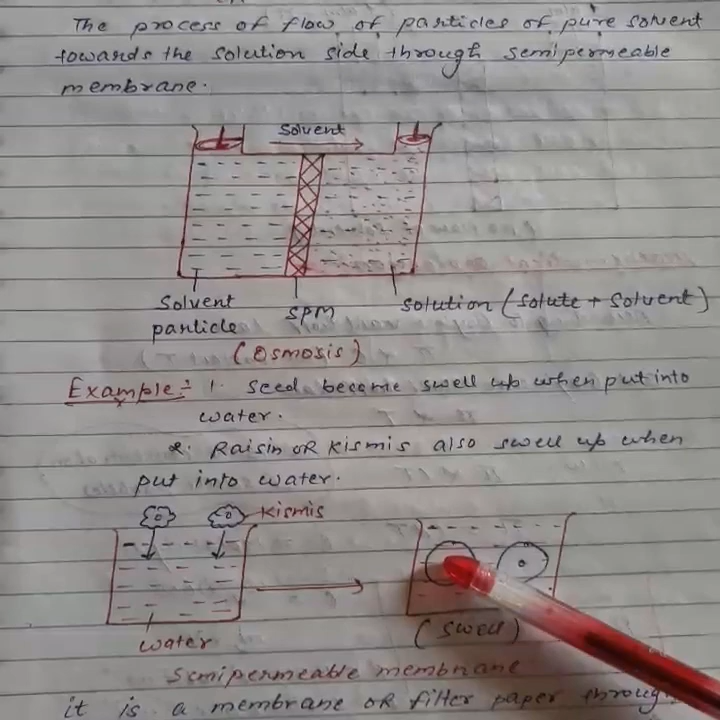 The process of flow of particles of pure solvent
towards the solution side through semipermeable
membrane.
Solvent
Solvent
particle
SPM
solution (solute + solvent)
(Osmosis)
Example:- 1. Seed became swell up when put into
water.
2. Raisin OR Kismis also swell up when
put into water.
Kismis
water
(swell)
Semipermeable membrane
it is a membrane OR filter paper through